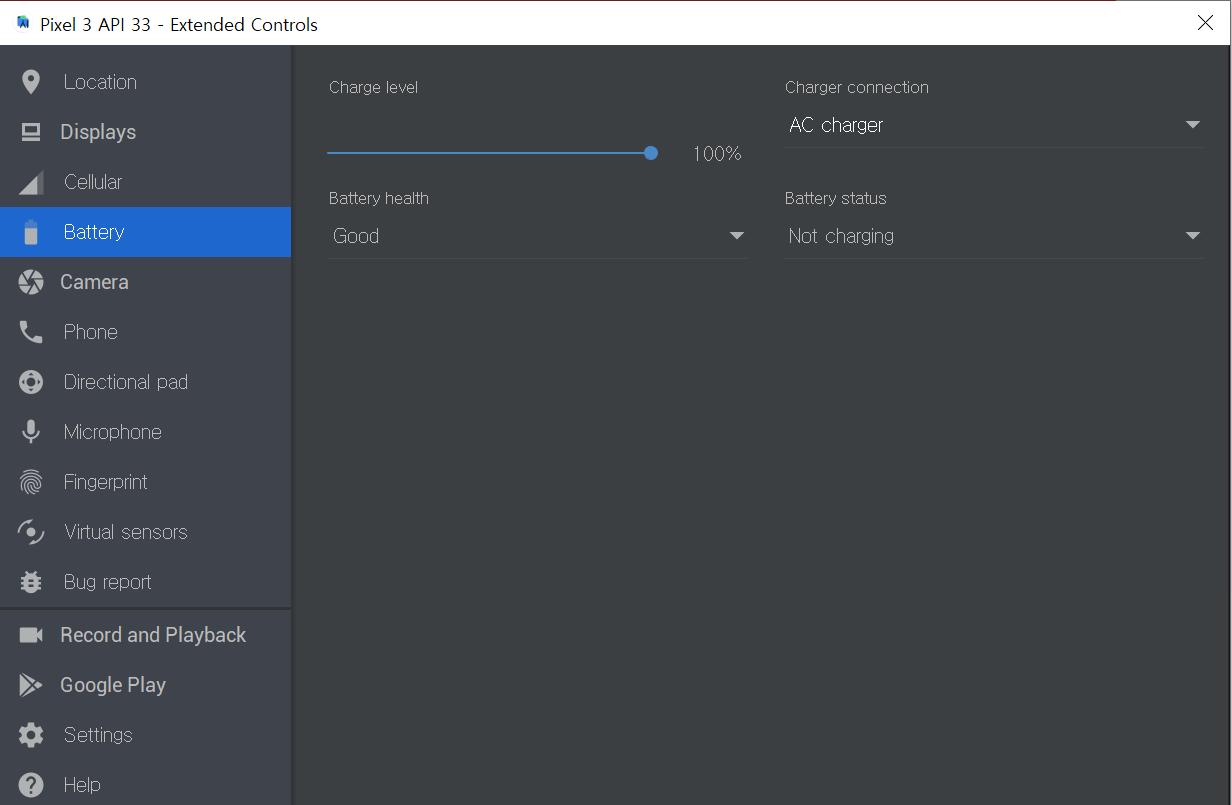 Pixel 3 API 33 - Extended Controls
Location
Displays
Cellular
Battery
Camera
Phone
Directional pad
Microphone
Fingerprint
Virtual sensors
Bug report
Record and Playback
Google Play
Settings
Help
Charge level
100%
Charger connection
AC charger
Battery health
Good
Battery status
Not charging